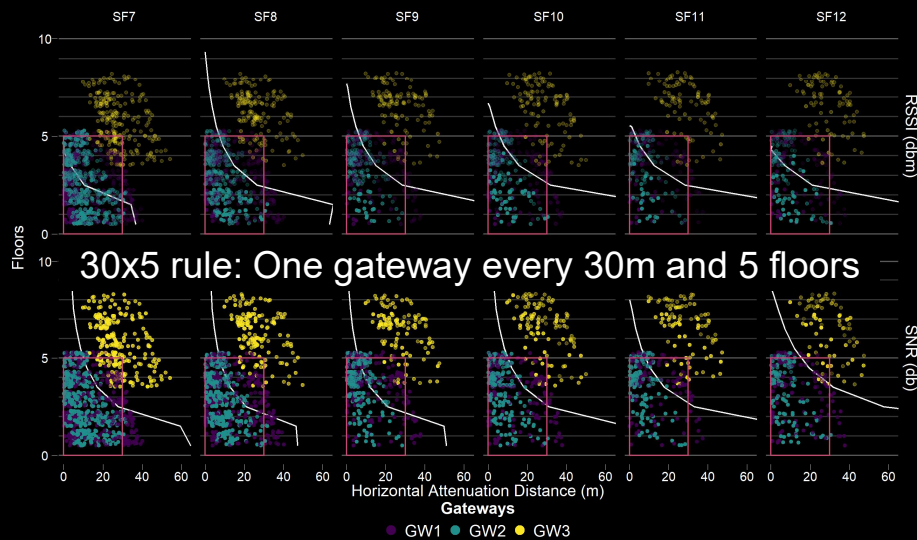 SF7 SF8 SF9 SF10 SF11 SF12
10
5
0
RSSI (dbm)
Floors
30x5 rule: One gateway every 30m and 5 floors
10
5
0
SNR (db)
0 20 40 60 0 20 40 60 0 20 40 60 0 20 40 60 0 20 40 60 0 20 40 60
Horizontal Attenuation Distance (m)
Gateways
GW1 GW2 GW3